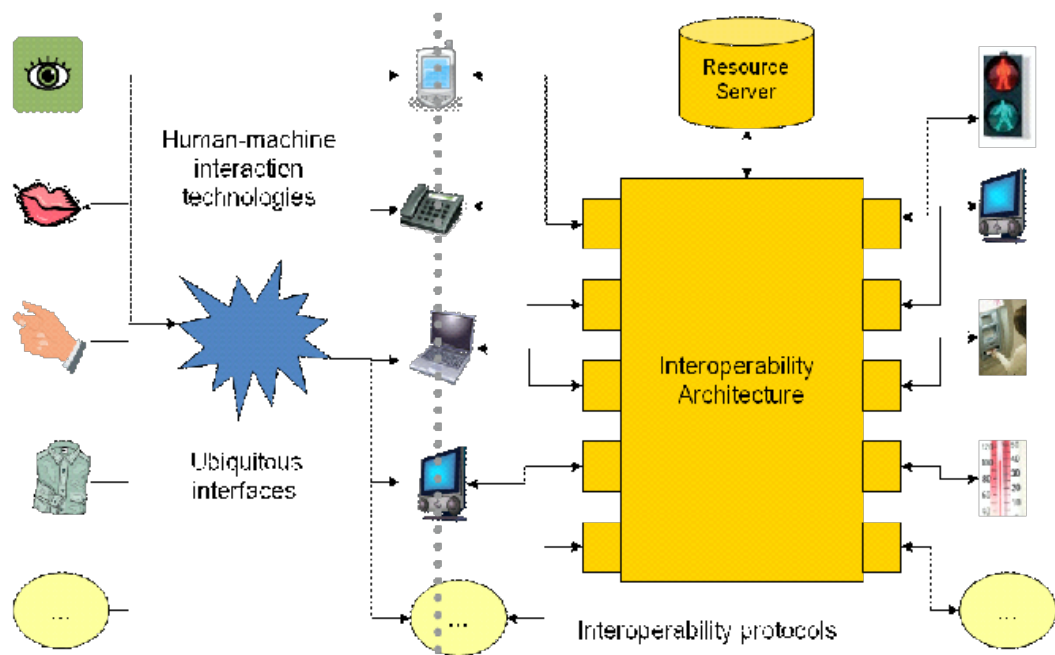 Resource
Server
Human-machine
interaction
technologies
Interoperability
Architecture
Ubiquitous
interfaces
...
...
...
Interoperability protocols